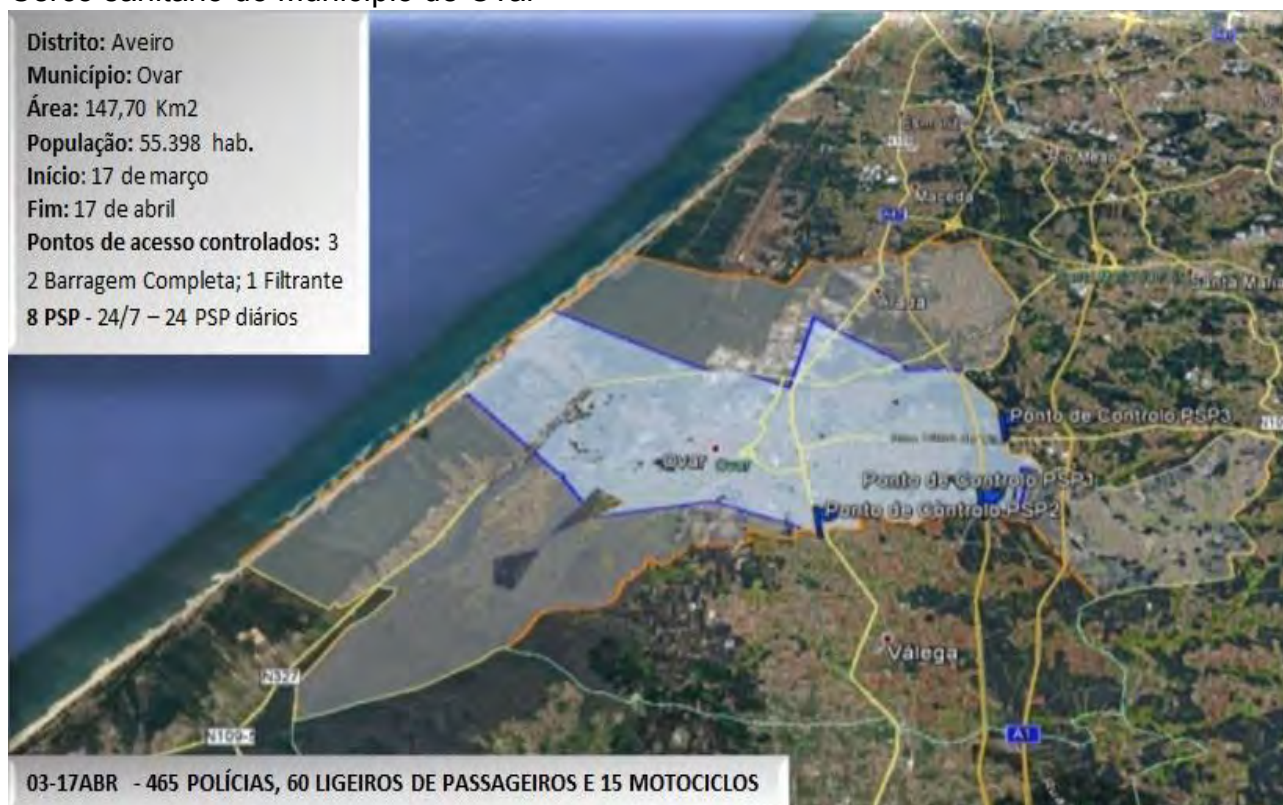 Cerco sanitário do Município de Ovar
Distrito: Aveiro
Município: Ovar
Área: 147,70 Km2
População: 55.398 hab.
Início: 17 de março
Fim: 17 de abril
Pontos de acesso controlados: 3
2 Barragem Completa; 1 Filtrante
8 PSP - 24/7 – 24 PSP diários
Maceda
Santa Maria
Ponto de Controlo PSP3
Ovar Ovar
Ponto de Controlo PSP1
Ponto de Controlo PSP2
Válega
N327
A1
03-17ABR - 465 POLÍCIAS, 60 LIGEIROS DE PASSAGEIROS E 15 MOTOCICLOS